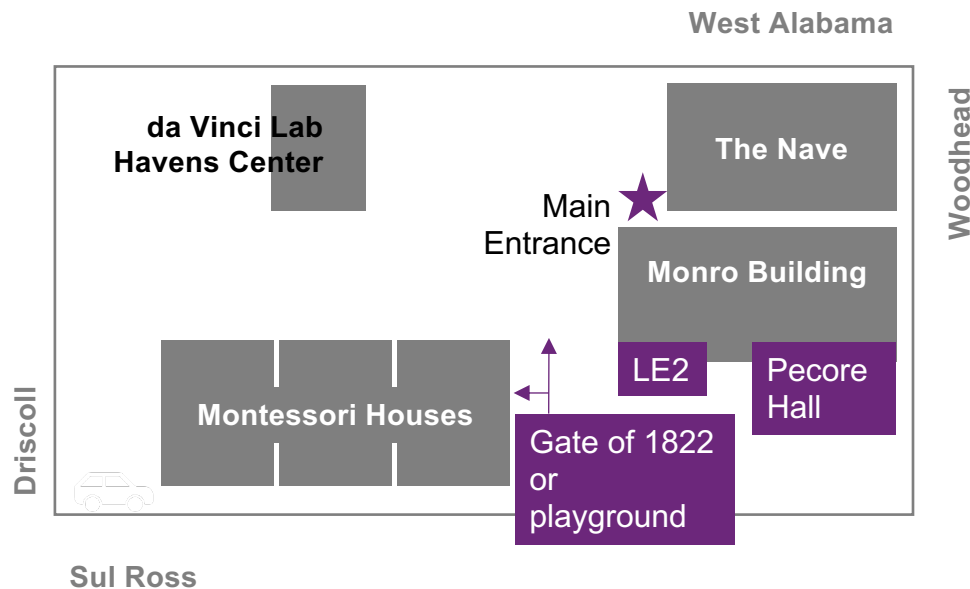 West Alabama
Woodhead
da Vinci Lab
Havens Center
The Nave
Main
Entrance
Monro Building
LE2
Pecore
Hall
Montessori Houses
Gate of 1822
or
playground
Driscoll
Sul Ross